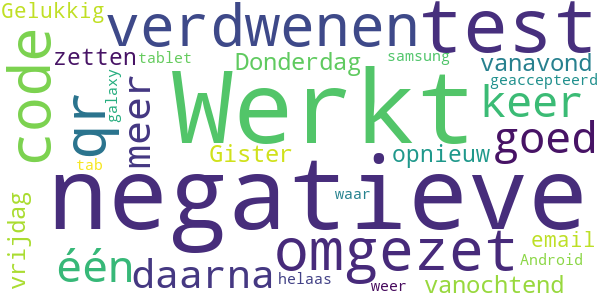 Gelukkig
verdwenen
test
zetten
tablet
Donderdag
samsung
vanavond
geaccepteerd
code
qr
galaxy
meer
Werkt
keer
goed
Gister
opnieuw
tab
negatieve
waar
vrijdag
één
daarna
omgezet
email
Android
helaas
weer
vanochtend